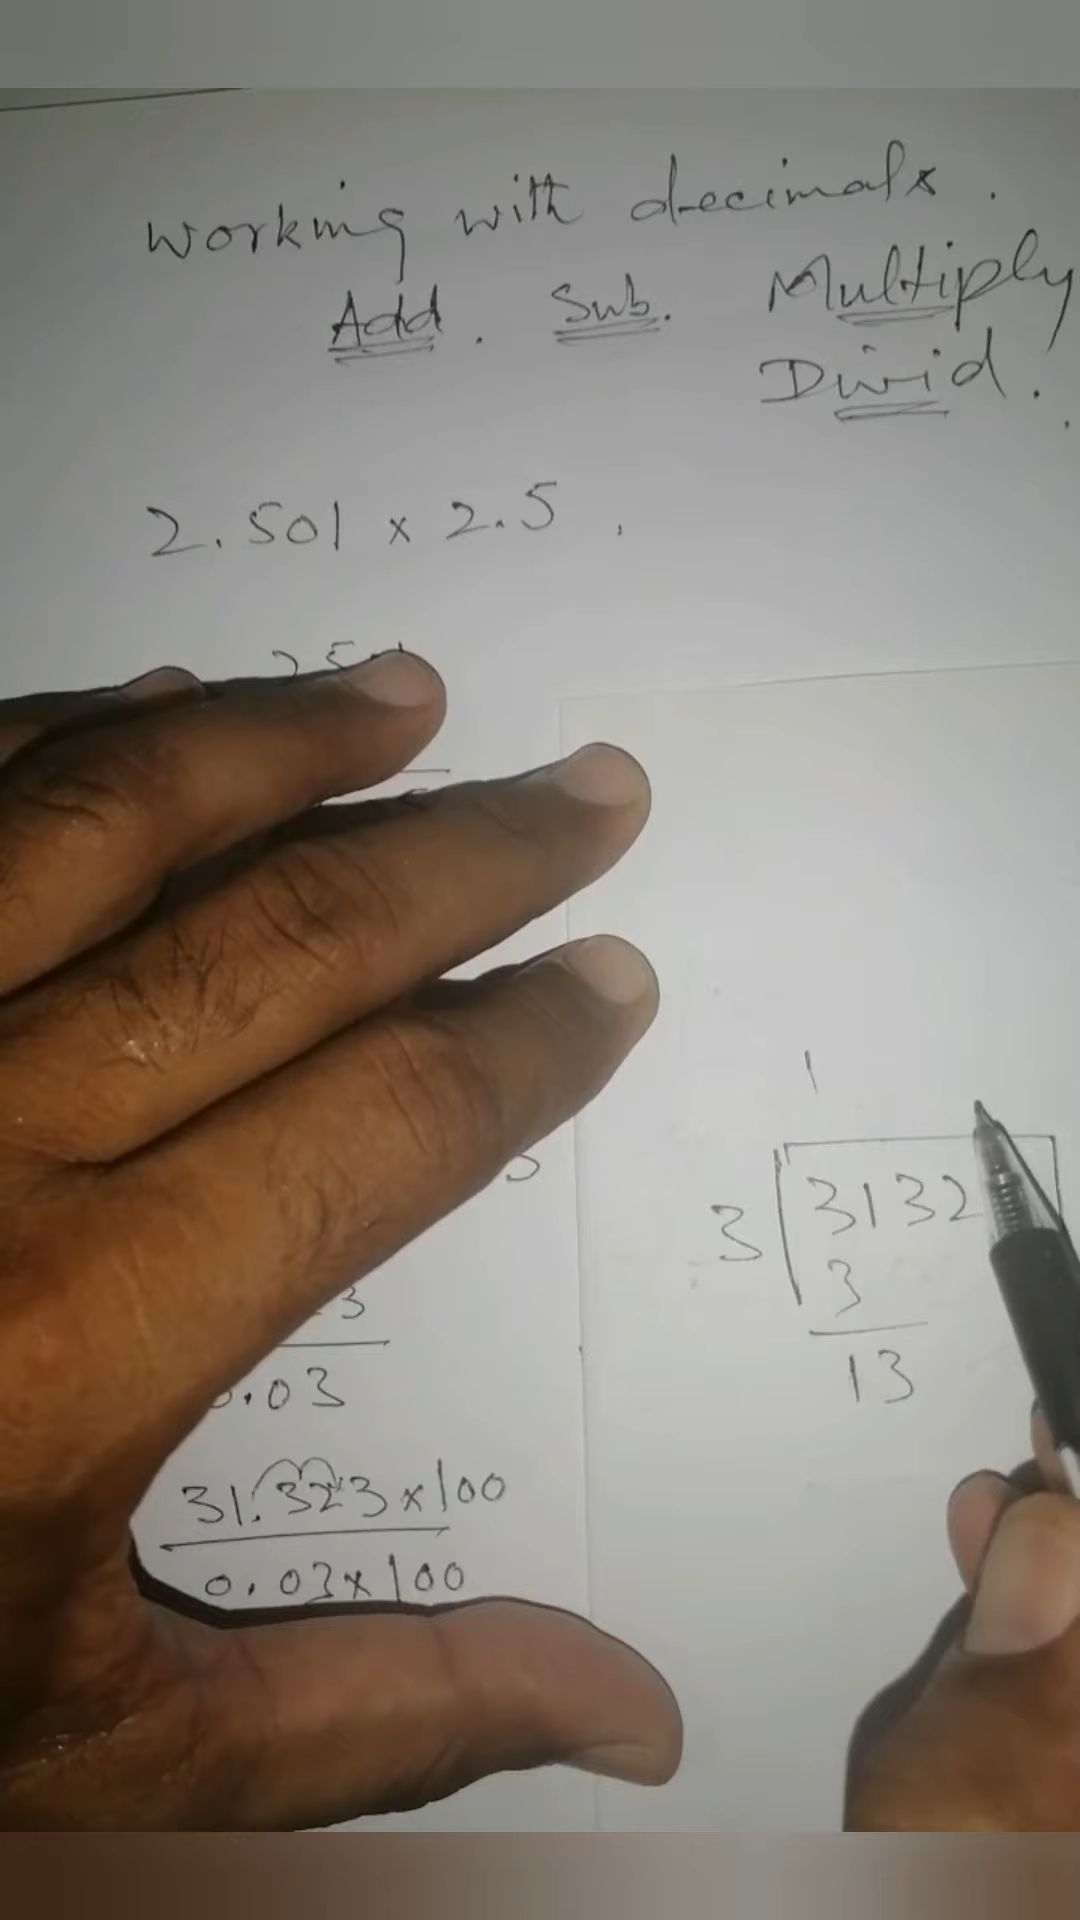 Working with decimals.
Add. Sub. Multiply
Divid.
2.501 x 2.5
.03
31.323 x 100
0.03 x 100
1
3 3132
3
13